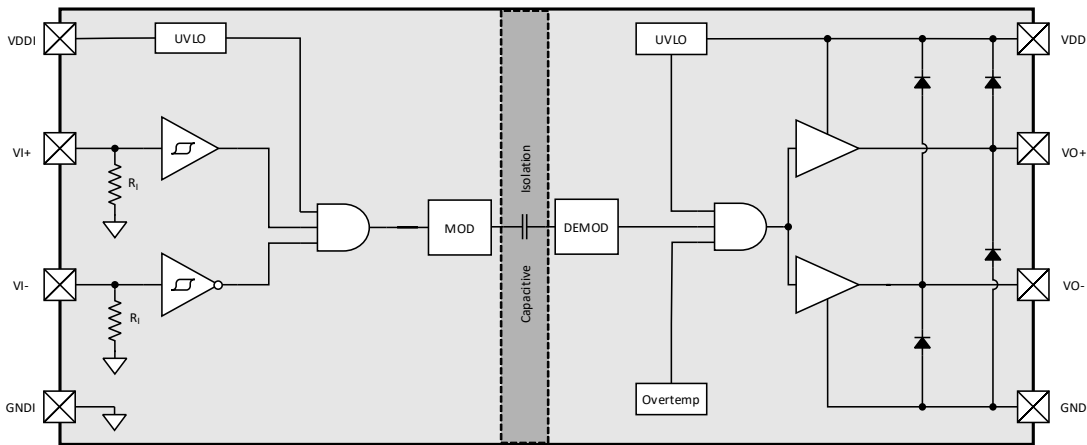 VDDI
UVLO
UVLO
VDD
VI+
VO+
RI
Isolation
MOD
DEMOD
VI-
VO-
RI
Capacitive
Overtemp
GNDI
GND